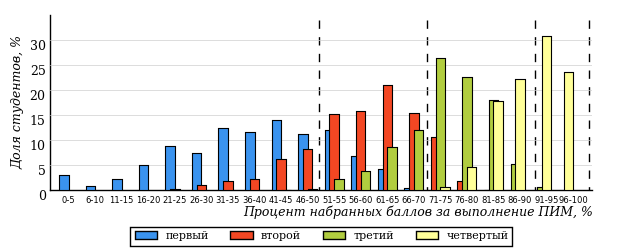 Доля студентов, %
30
25
20
15
10
5
0
0-5 6-10 11-15 16-20 21-25 26-30 31-35 36-40 41-45 46-50 51-55 56-60 61-65 66-70 71-75 76-80 81-85 86-90 91-95 96-100
Процент набранных баллов за выполнение ПИМ, %
первый второй третий четвертый